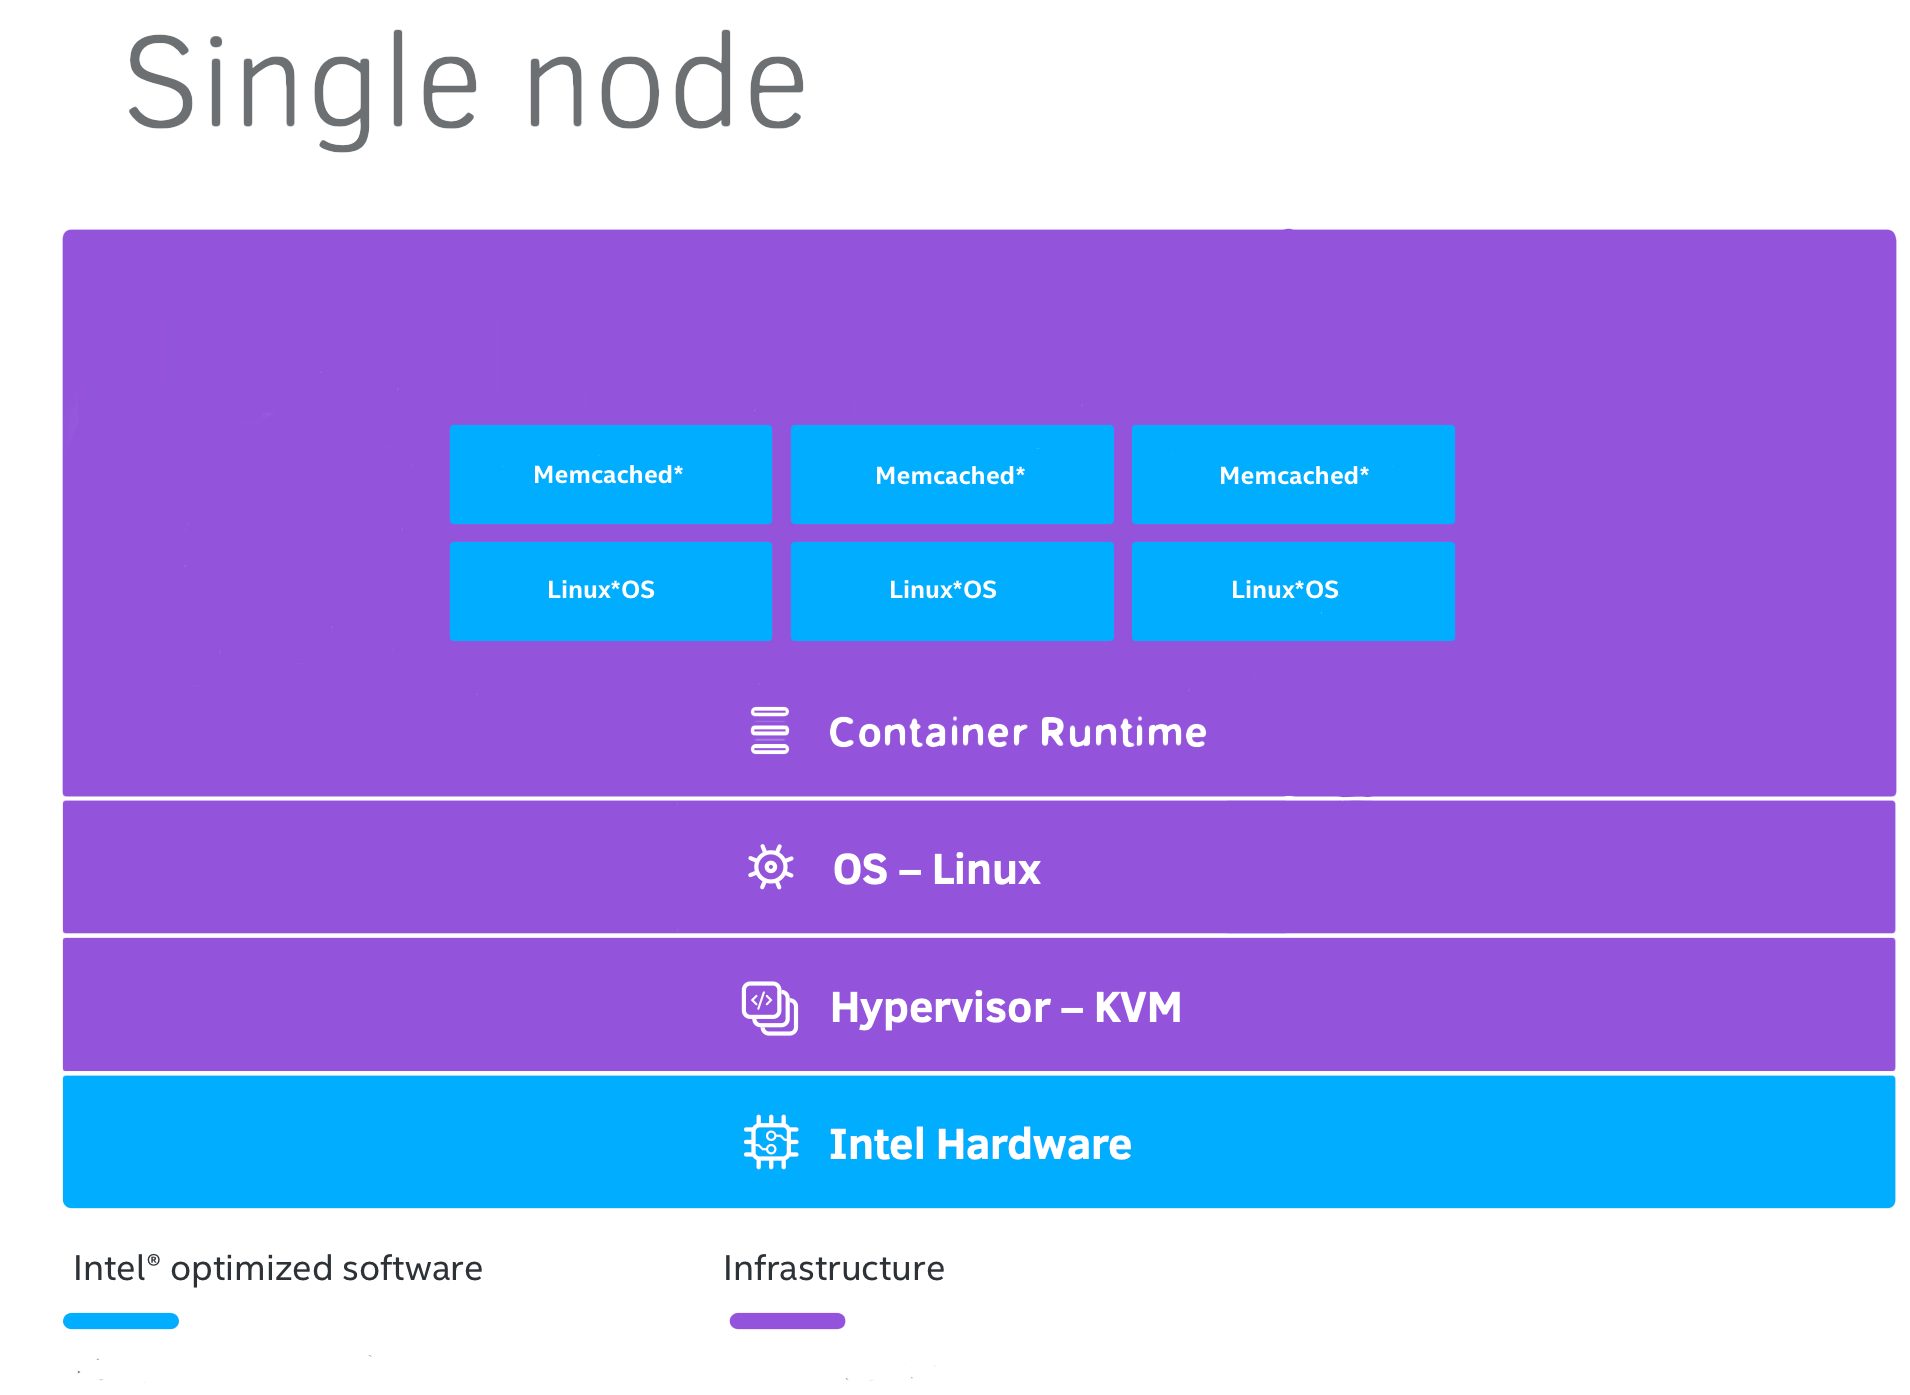 Single node
Memcached* Memcached* Memcached*
Linux*OS Linux*OS Linux*OS
Container Runtime
OS – Linux
Hypervisor – KVM
Intel Hardware
Intel® optimized software Infrastructure